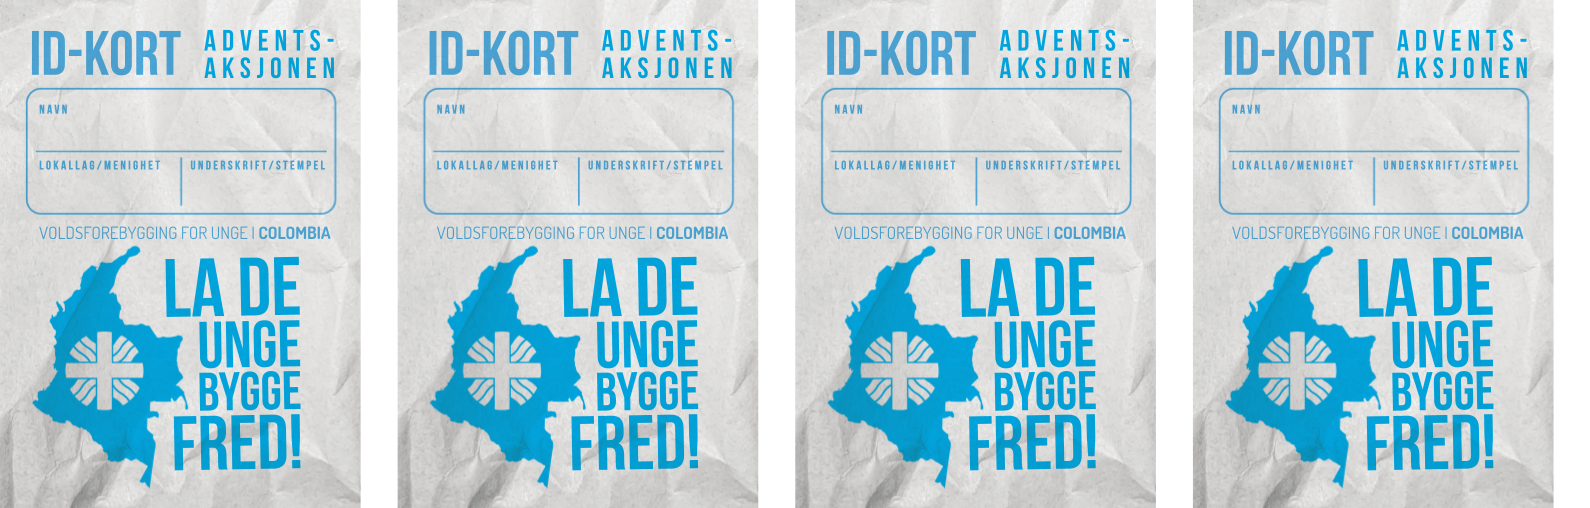 ID-KORT ADVENTS-
AKSJONEN
NAVN
LOKALLAG/MENIGHET UNDERSKRIFT/STEMPEL
VOLDSFOREBYGGING FOR UNGE | COLOMBIA
LA DE
UNGE
BYGGE
FRED!
ID-KORT ADVENTS-
AKSJONEN
NAVN
LOKALLAG/MENIGHET UNDERSKRIFT/STEMPEL
VOLDSFOREBYGGING FOR UNGE | COLOMBIA
LA DE
UNGE
BYGGE
FRED!
ID-KORT ADVENTS-
AKSJONEN
NAVN
LOKALLAG/MENIGHET UNDERSKRIFT/STEMPEL
VOLDSFOREBYGGING FOR UNGE | COLOMBIA
LA DE
UNGE
BYGGE
FRED!
ID-KORT ADVENTS-
AKSJONEN
NAVN
LOKALLAG/MENIGHET UNDERSKRIFT/STEMPEL
VOLDSFOREBYGGING FOR UNGE | COLOMBIA
LA DE
UNGE
BYGGE
FRED!